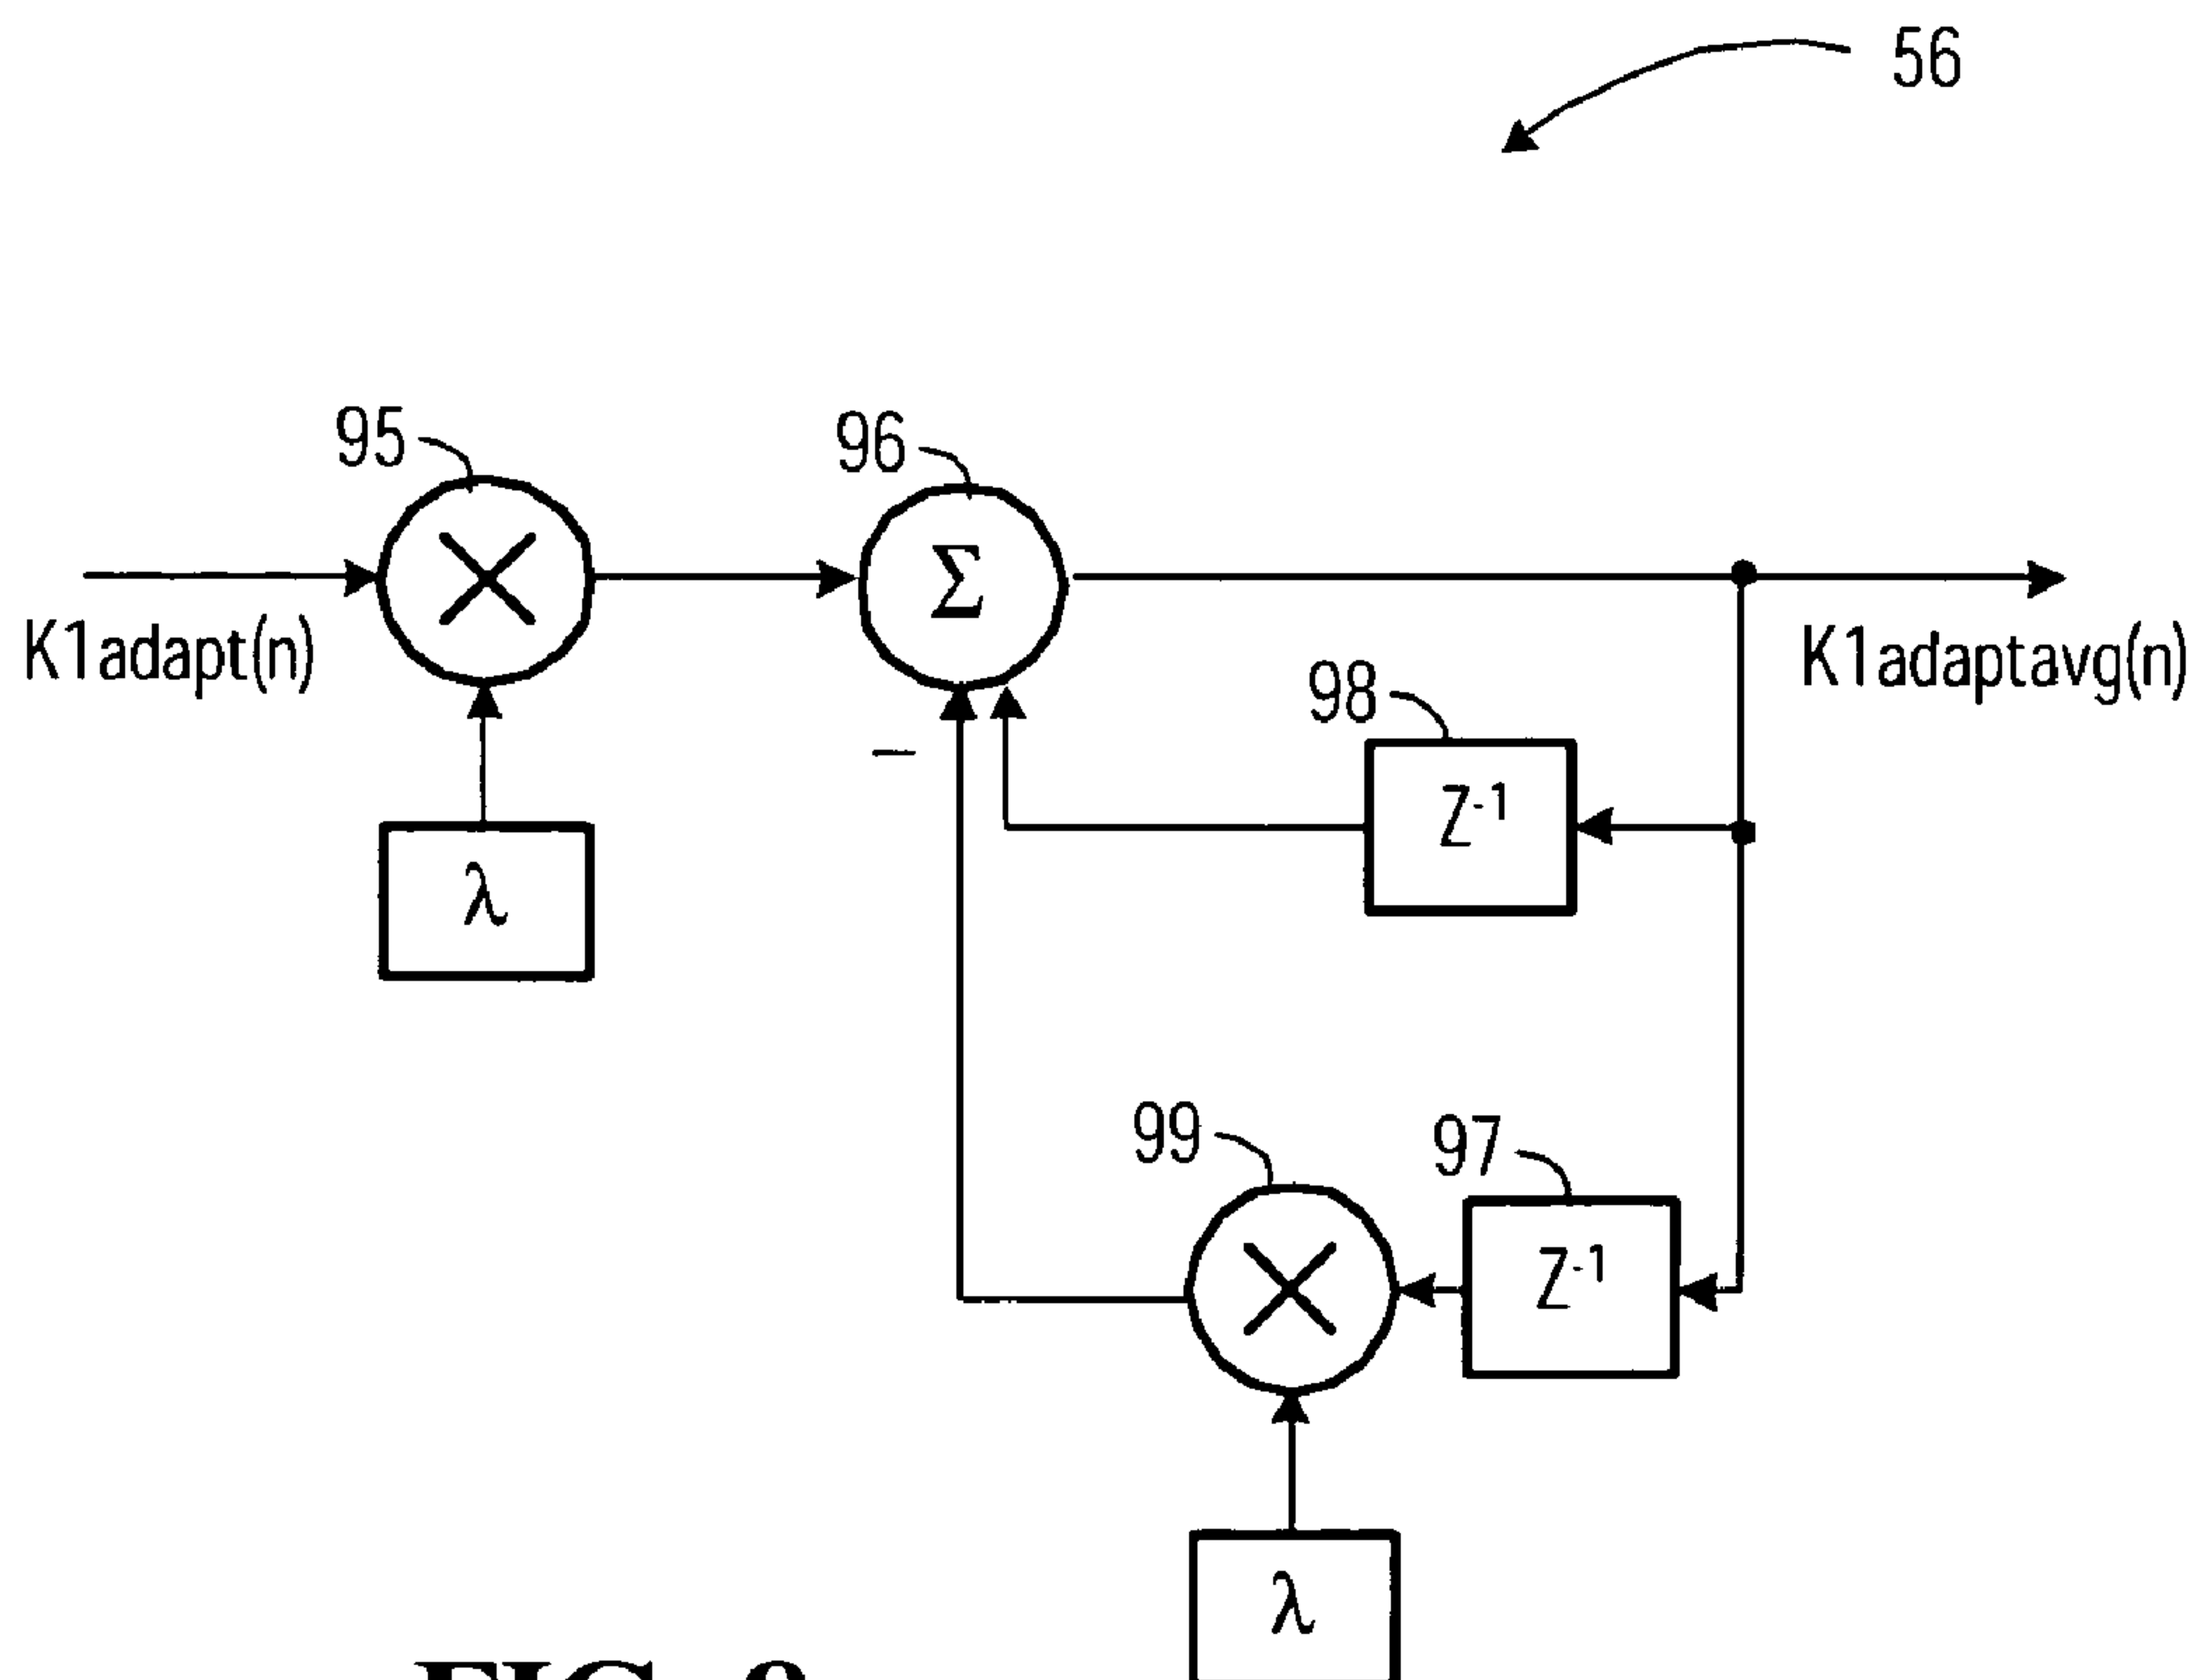 56
95
96
×
Σ
K1adapt(n)
K1adaptavg(n)
98
–
Z-1
λ
99
97
×
Z-1
λ